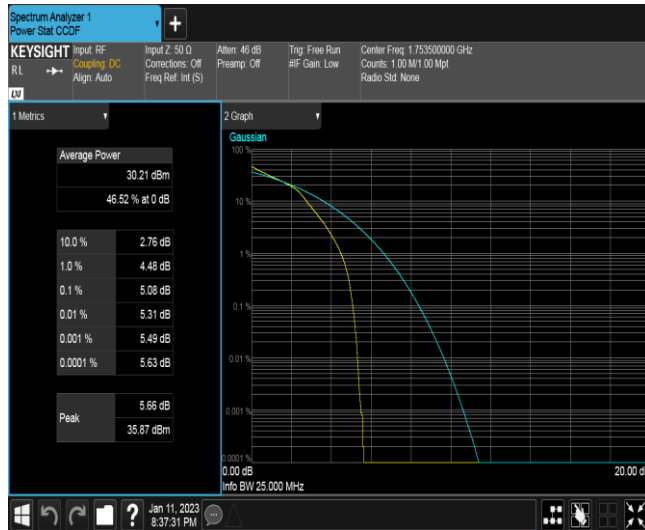 Spectrum Analyzer 1
Power Stat CCDF
+
KEYSIGHT
RL
LXI
Input: RF
Coupling: DC
Align: Auto
Input Z: 50 Ω
Corrections: Off
Freq Ref: Int (S)
Atten: 46 dB
Preamp: Off
Trig: Free Run
#IF Gain: Low
Center Freq: 1.753500000 GHz
Counts: 1.00 M/1.00 Mpt
Radio Std: None
1 Metrics
Average Power
30.21 dBm
46.52 % at 0 dB
10.0 % 2.76 dB
1.0 % 4.48 dB
0.1 % 5.08 dB
0.01 % 5.31 dB
0.001 % 5.49 dB
0.0001 % 5.63 dB
Peak
5.66 dB
35.87 dBm
2 Graph
Gaussian
100 %
10 %
1 %
0.1 %
0.01 %
0.001 %
0.0001 %
0.00 dB 20.00 d
Info BW 25.000 MHz
? Jan 11, 2023
8:37:31 PM